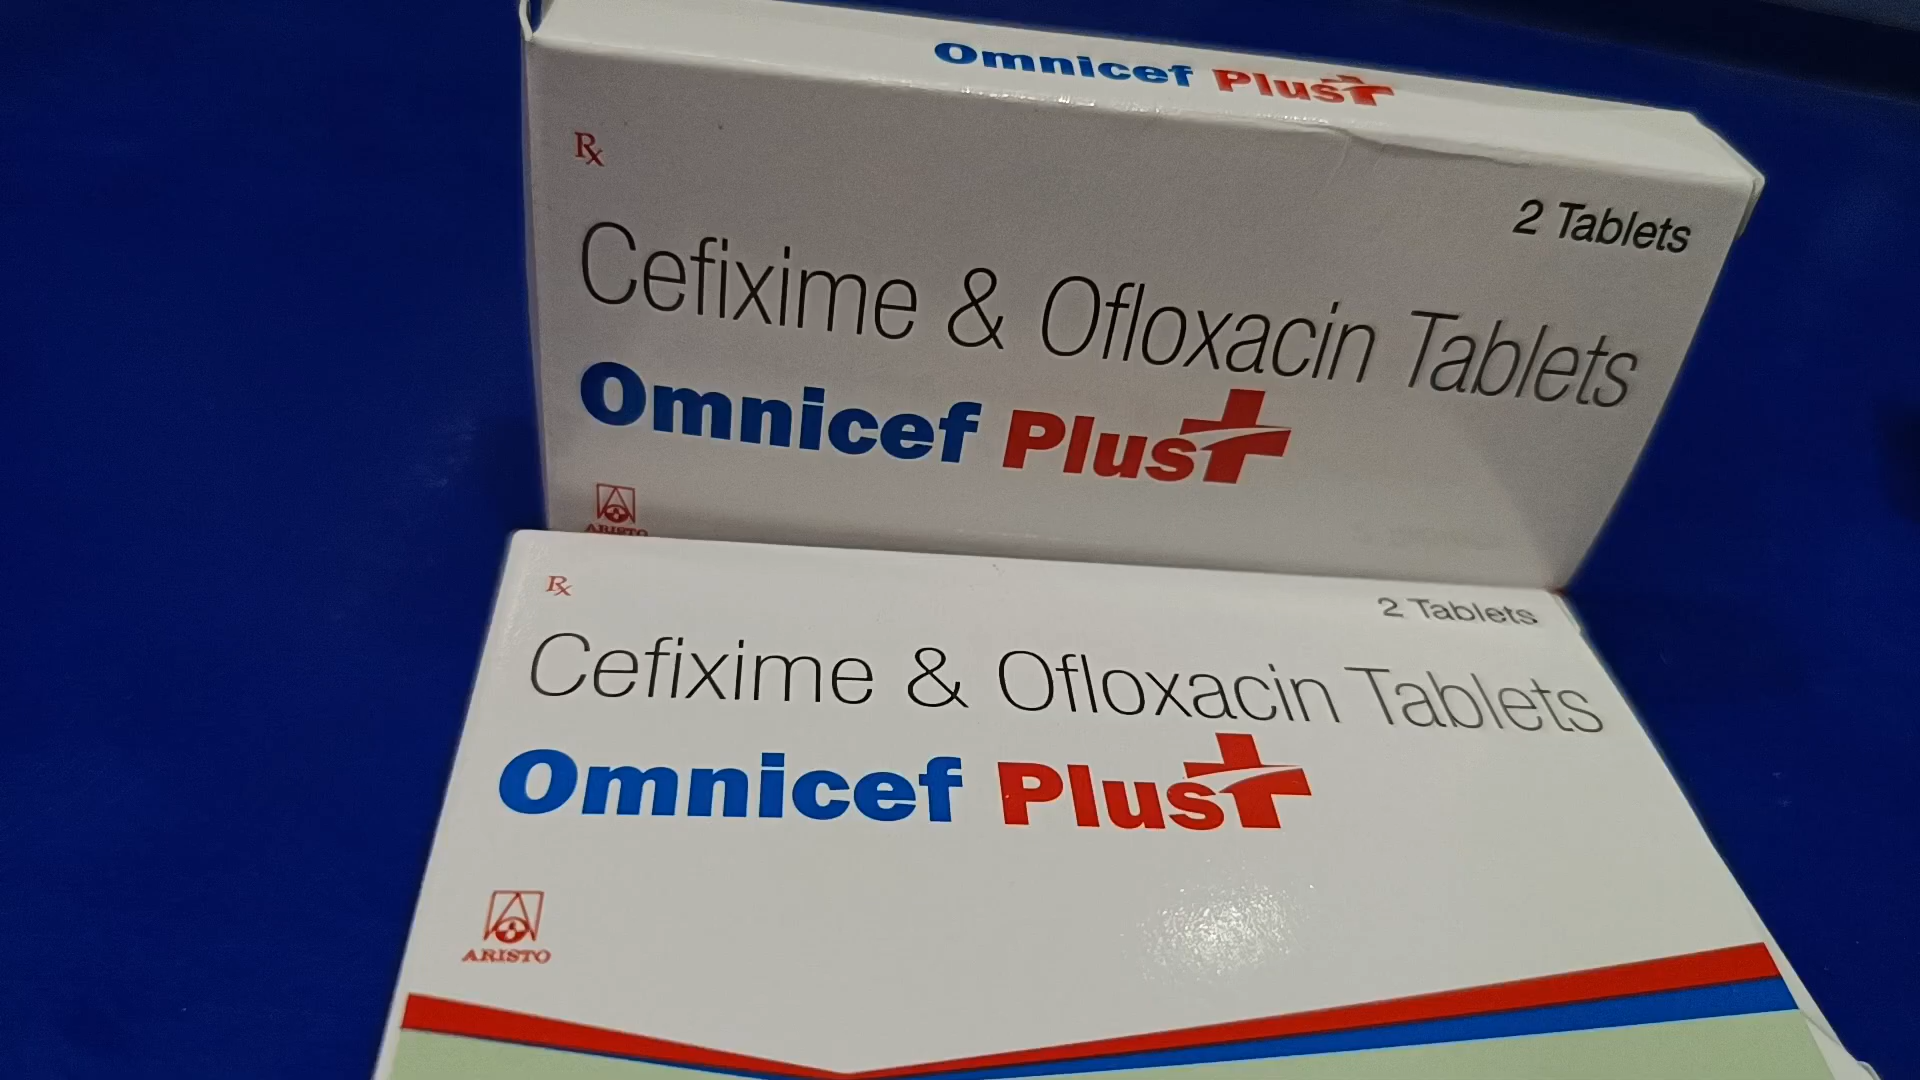 Omnicef Plus
Rx
2 Tablets
Cefixime & Ofloxacin Tablets
Omnicef Plus
ARISTO
Rx
2 Tablets
Cefixime & Ofloxacin Tablets
Omnicef Plus
ARISTO